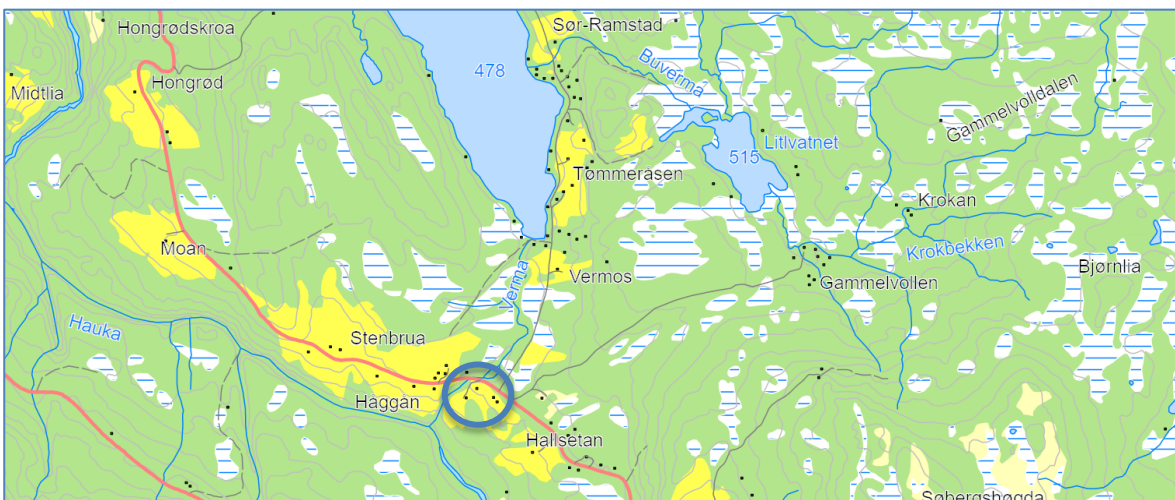 Hongrødskroa
Sør-Ramstad
478
Buverma
Hongrød
Midtlia
Gammelvolldalen
Litlvatnet
515
Tømmeråsen
Krokan
Moan
Krokbekken
Verma
Vermos
Bjørnlia
Gammelvollen
Hauka
Stenbrua
Haggån
Hallsetan
Søbergshøgda